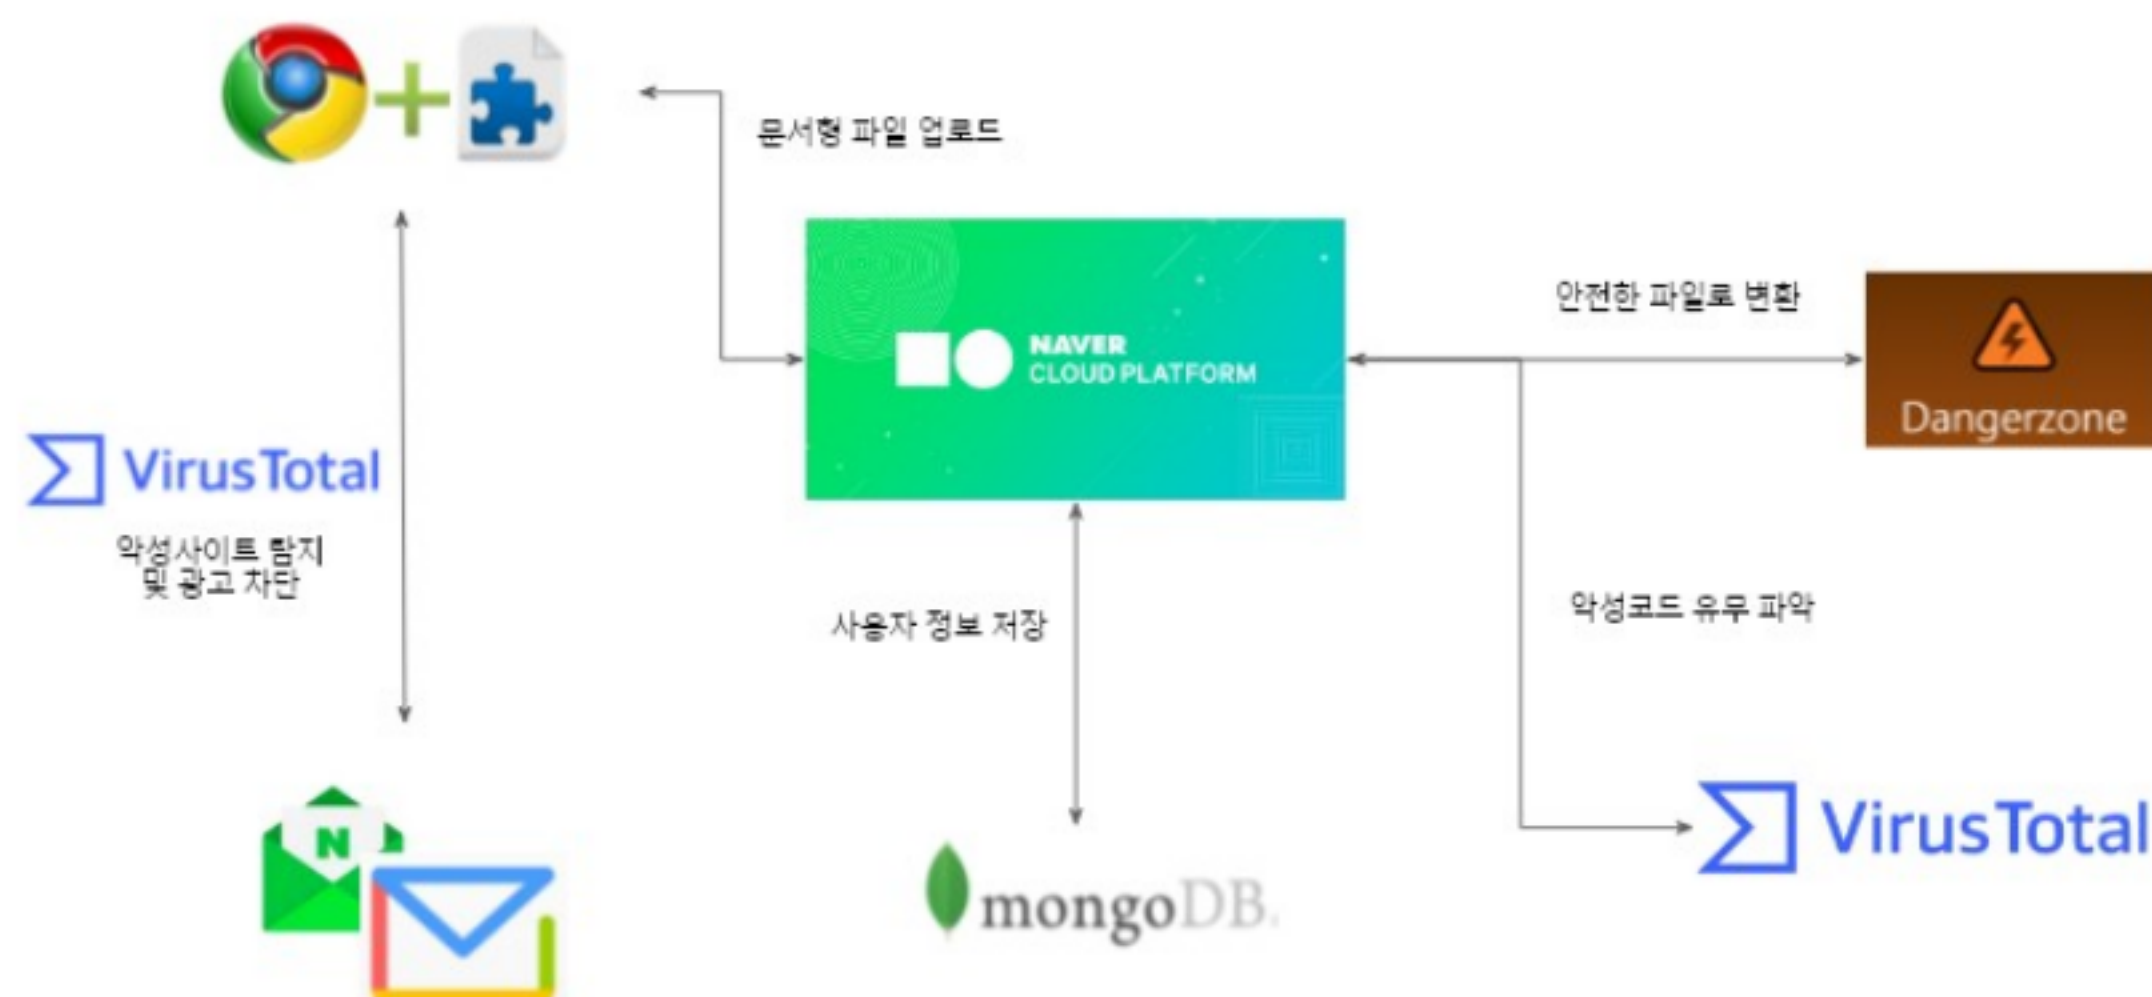 문서형 파일 업로드
NAVER
CLOUD PLATFORM
안전한 파일로 변환
Dangerzone
VirusTotal
악성사이트 탐지
및 광고 차단
사용자 정보 저장
악성코드 유무 파악
VirusTotal
N
mongoDB.